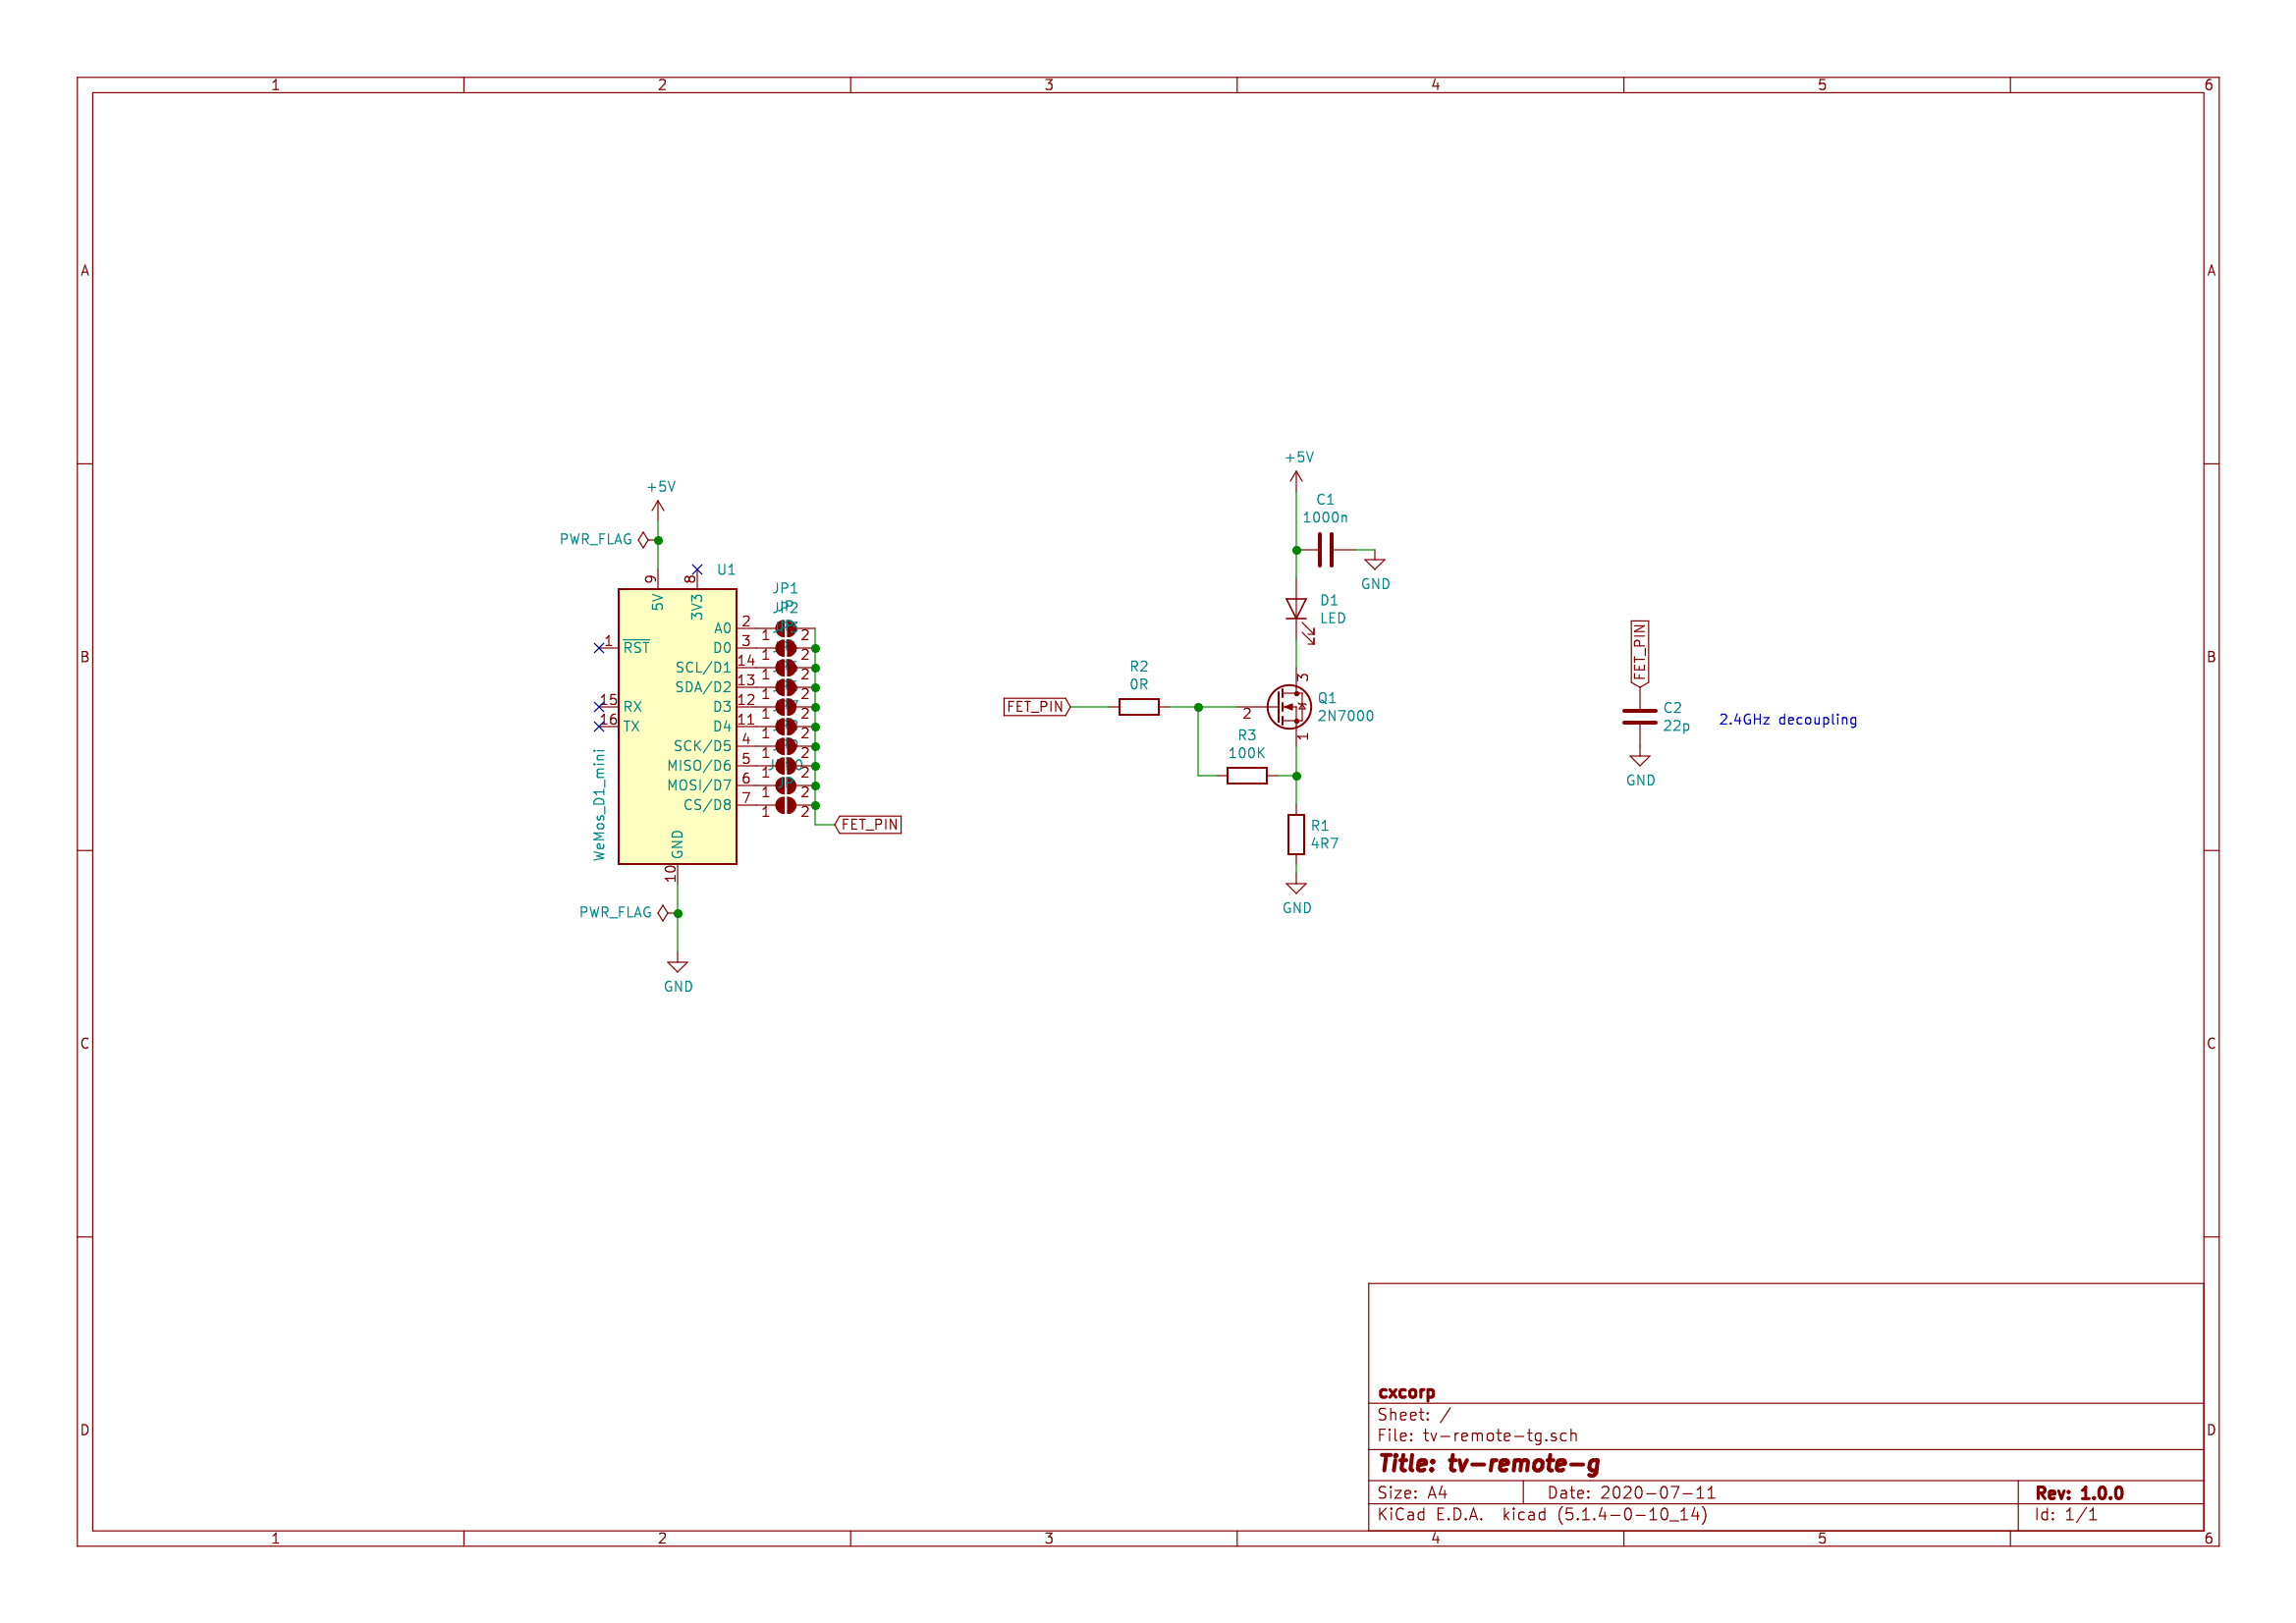 1 2 3 4 5 6
A A
B B
C C
D D
+5V
PWR_FLAG
9 8
U1
5V 3V3
1 RST
15 RX
16 TX
WeMos_D1_mini
A0 2
D0 3
SCL/D1 14
SDA/D2 13
D3 12
D4 11
SCK/D5 4
MISO/D6 5
MOSI/D7 6
CS/D8 7
GND
10
JP1
JP2
1 2
1 2
1 2
1 2
1 2
1 2
1 2
1 2
1 2
1 2
FET_PIN
PWR_FLAG
GND
+5V
C1
1000n
GND
D1
LED
FET_PIN
R2
0R
3
2
1
Q1
2N7000
R3
100K
R1
4R7
GND
FET_PIN
C2
22p
GND
2.4GHz decoupling
cxcorp
Sheet: /
File: tv-remote-tg.sch
Title: tv-remote-g
Size: A4 Date: 2020-07-11 Rev: 1.0.0
KiCad E.D.A. kicad (5.1.4-0-10_14) Id: 1/1
1 2 3 4 5 6